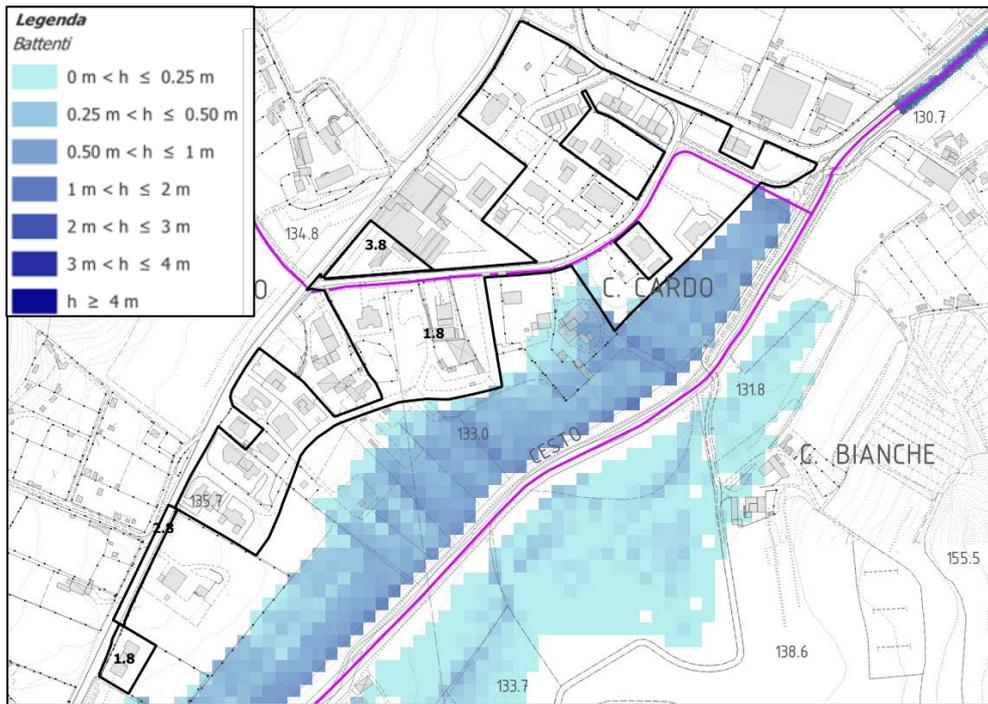 Legenda
Battenti
0 m < h ≤ 0.25 m
0.25 m < h ≤ 0.50 m
0.50 m < h ≤ 1 m
1 m < h ≤ 2 m
2 m < h ≤ 3 m
3 m < h ≤ 4 m
h ≥ 4 m
130.7
134.8
3.8
O
C. CARDO
1.8
131.8
133.0
CESTO
C. BIANCHE
135.7
2.8
155.5
1.8
138.6
133.7